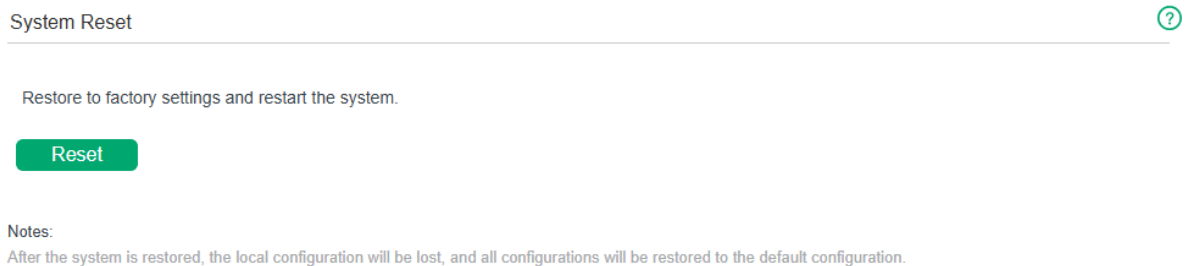 System Reset
?
Restore to factory settings and restart the system.
Reset
Notes:
After the system is restored, the local configuration will be lost, and all configurations will be restored to the default configuration.